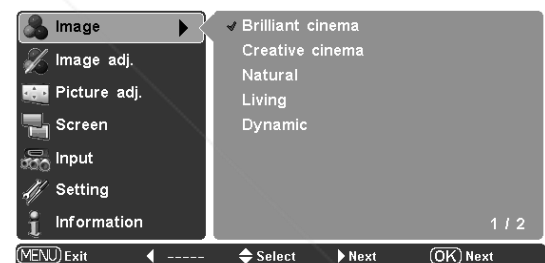 Image
Image adj.
Picture adj.
Screen
Input
Setting
Information
Brilliant cinema
Creative cinema
Natural
Living
Dynamic
1 / 2
MENU Exit ----- Select Next OK Next